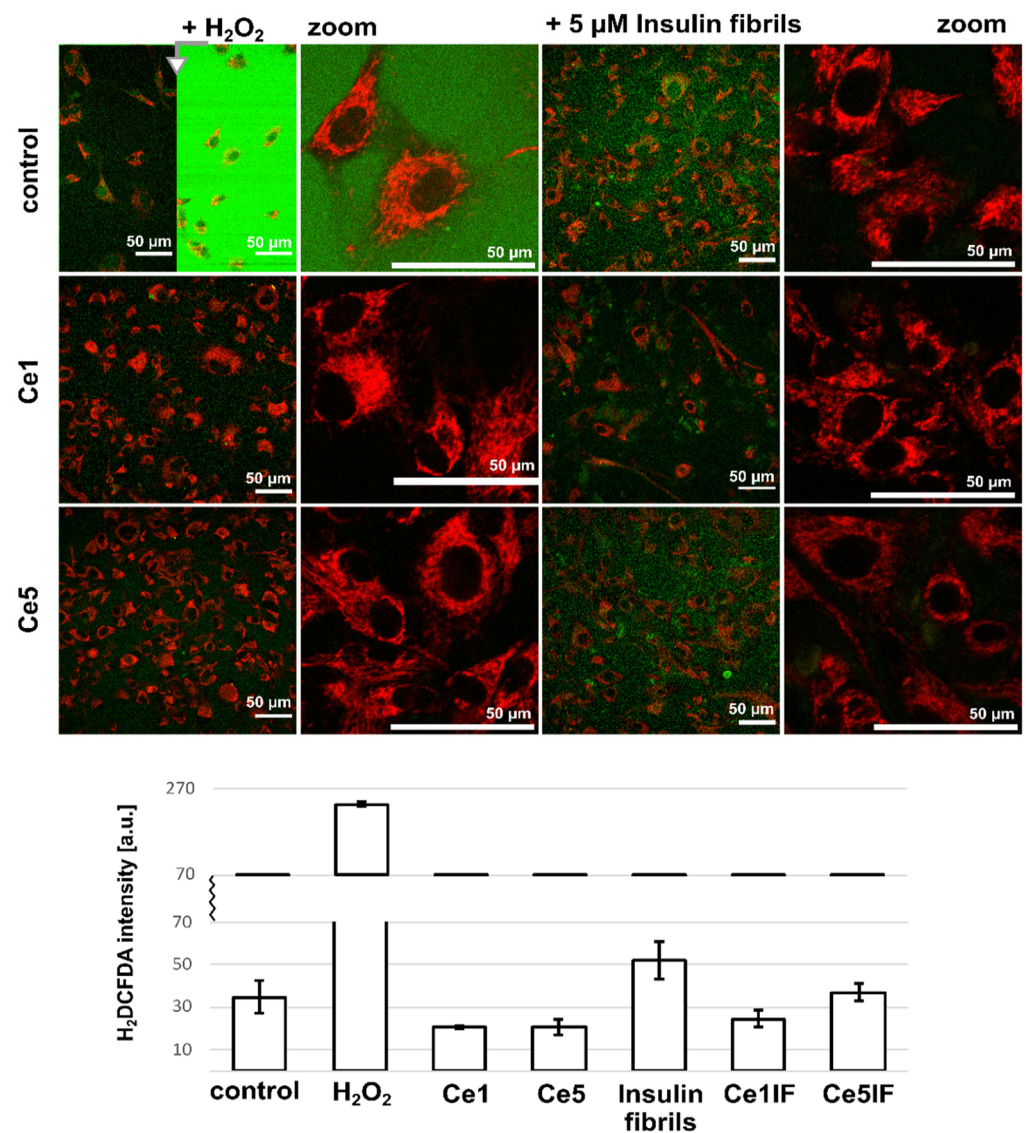 + H₂O₂ zoom + 5 µM Insulin fibrils zoom
control
50 µm 50 µm 50 µm 50 µm 50 µm
Ce1
50 µm 50 µm 50 µm 50 µm
Ce5
50 µm 50 µm 50 µm 50 µm
H₂DCFDA intensity [a.u.]
270
70
70
50
30
10
control H₂O₂ Ce1 Ce5 Insulin fibrils Ce1IF Ce5IF